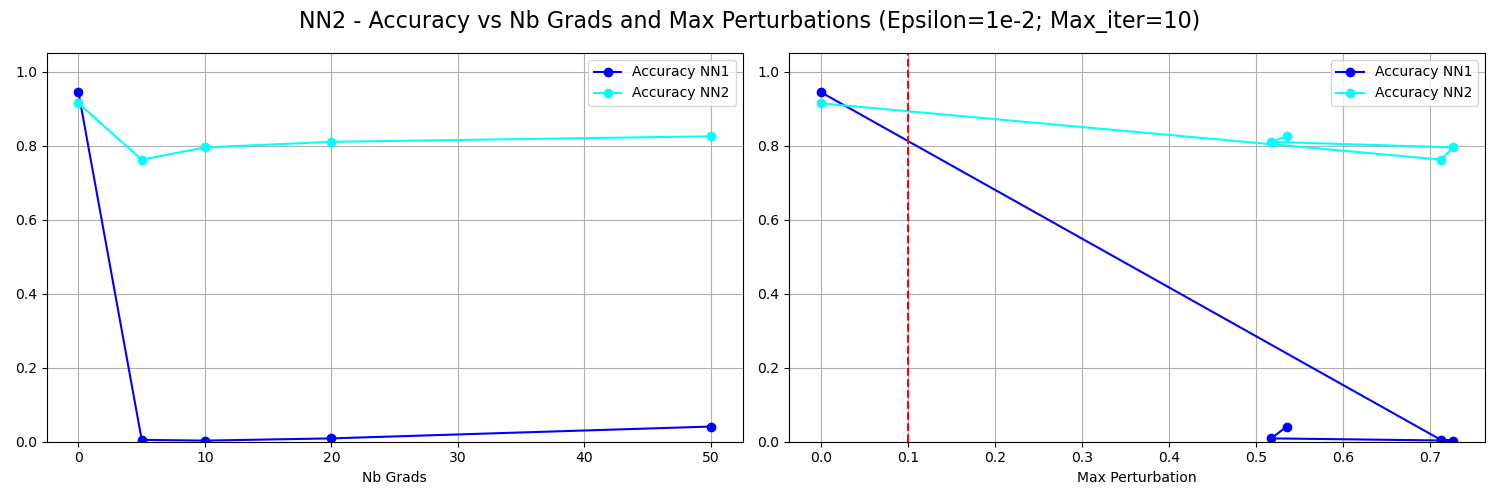 NN2 - Accuracy vs Nb Grads and Max Perturbations (Epsilon=1e-2; Max_iter=10)
Accuracy NN1
Accuracy NN2
1.0
0.8
0.6
0.4
0.2
0.0
0 10 20 30 40 50
Nb Grads
Accuracy NN1
Accuracy NN2
1.0
0.8
0.6
0.4
0.2
0.0
0.0 0.1 0.2 0.3 0.4 0.5 0.6 0.7
Max Perturbation